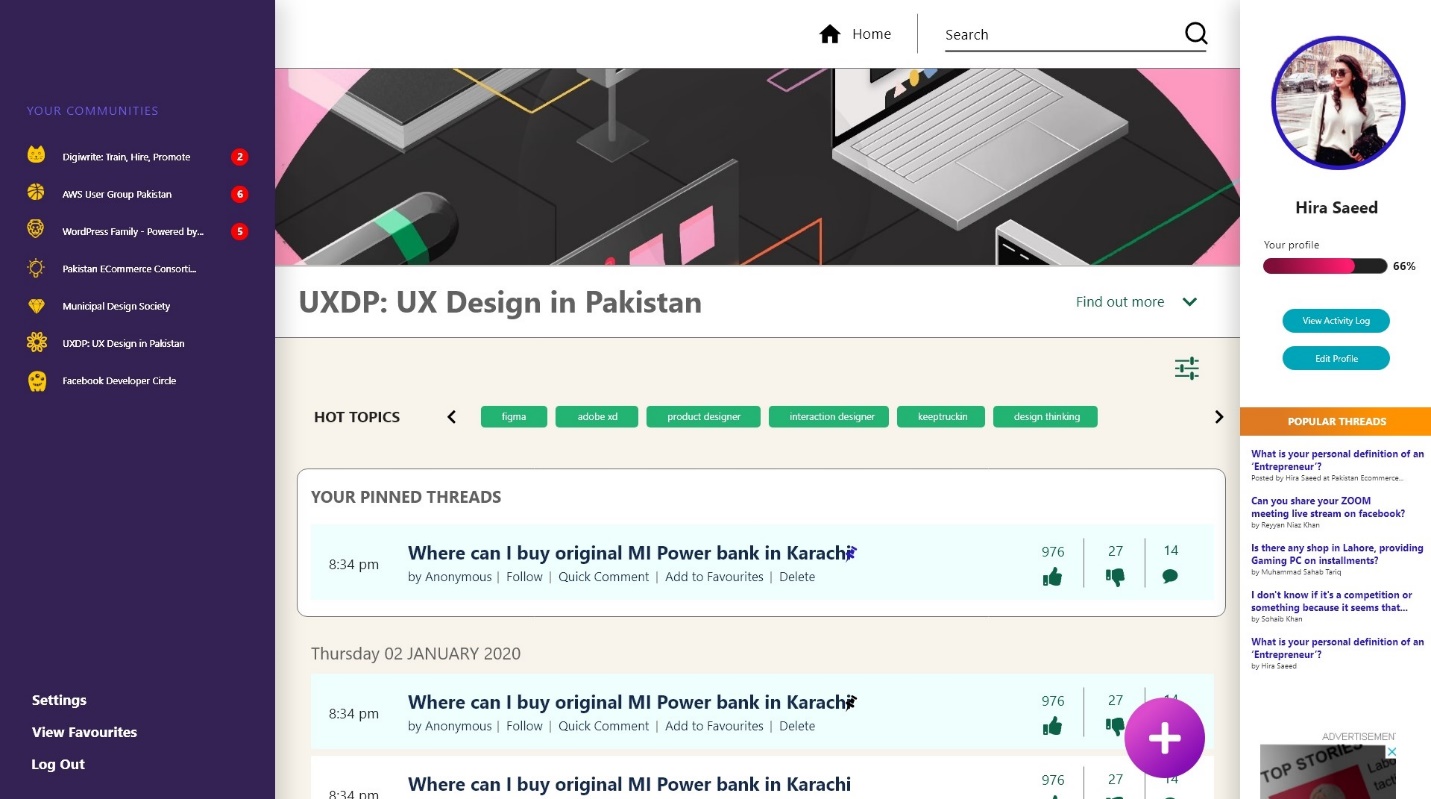 Home
Search
YOUR COMMUNITIES
Digiwrite: Train, Hire, Promote
2
AWS User Group Pakistan
6
WordPress Family - Powered by...
5
Pakistan ECommerce Consorti...
Municipal Design Society
UXDP: UX Design in Pakistan
Facebook Developer Circle
Settings
View Favourites
Log Out
UXDP: UX Design in Pakistan
Find out more
HOT TOPICS
figma
adobe xd
product designer
interaction designer
keeptruckin
design thinking
YOUR PINNED THREADS
8:34 pm
Where can I buy original MI Power bank in Karachi
by Anonymous | Follow | Quick Comment | Add to Favourites | Delete
976
27
14
Thursday 02 JANUARY 2020
8:34 pm
Where can I buy original MI Power bank in Karachi
by Anonymous | Follow | Quick Comment | Add to Favourites | Delete
976
27
14
8:34 pm
Where can I buy original MI Power bank in Karachi
976
27
14
Hira Saeed
Your profile
66%
View Activity Log
Edit Profile
POPULAR THREADS
What is your personal definition of an
'Entrepreneur'?
Posted by Hira Saeed at Pakistan Ecommerce...
Can you share your ZOOM
meeting live stream on facebook?
by Reyyan Niaz Khan
Is there any shop in Lahore, providing
Gaming PC on installments?
by Muhammad Sahab Tariq
I don't know if it's a competition or
something because it seems that...
by Sohaib Khan
What is your personal definition of an
'Entrepreneur'?
by Hira Saeed
ADVERTISEMEN
TOP STORIES